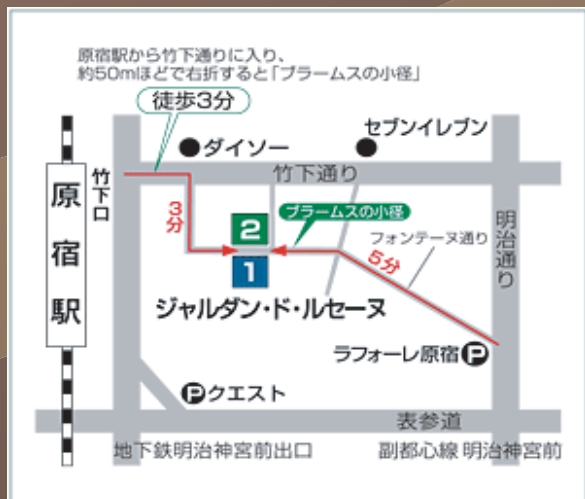 原宿駅から竹下通りに入り、
約50mlほどで右折すると「ブラームスの小径」
徒歩3分
セブンイレブン
ダイソー
竹下通り
竹下口
原宿駅
3分
2
ブラームスの小径
明治通り
フォンテーヌ通り
5分
1
ジャルダン・ド・ルセーヌ
ラフォーレ原宿 P
P クエスト
表参道
地下鉄明治神宮前出口
副都心線 明治神宮前